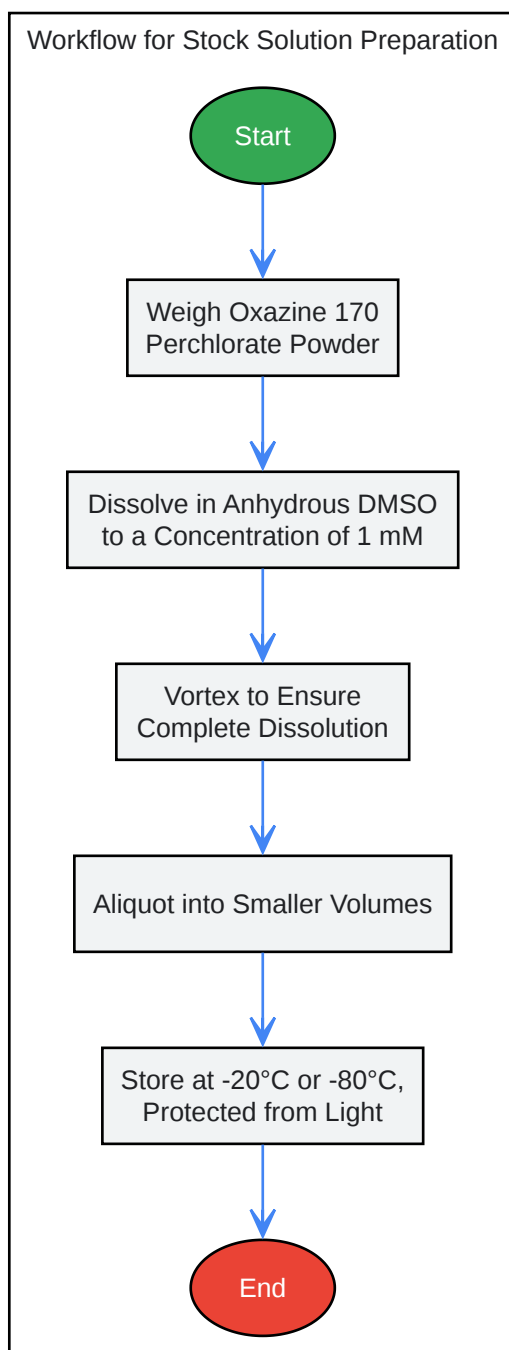 Workflow for Stock Solution Preparation
Start
Weigh Oxazine 170
Perchlorate Powder
Dissolve in Anhydrous DMSO
to a Concentration of 1 mM
Vortex to Ensure
Complete Dissolution
Aliquot into Smaller Volumes
Store at -20°C or -80°C,
Protected from Light
End